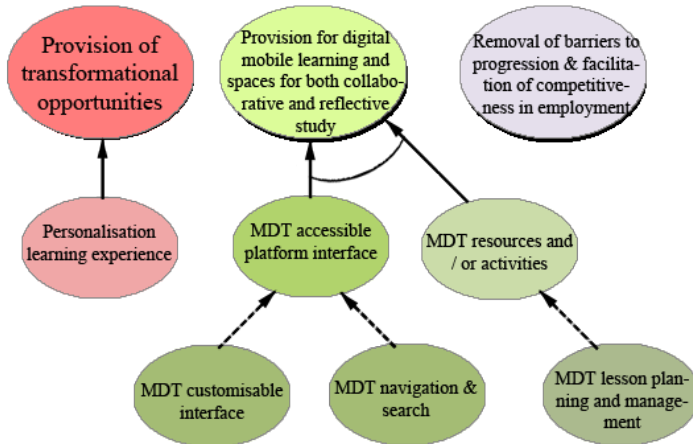 Provision of
transformational
opportunities
Provision for digital
mobile learning and
spaces for both collabo-
rative and reflective
study
Removal of barriers to
progression & facilita-
tion of competitive-
ness in employment
Personalisation
learning experience
MDT accessible
platform interface
MDT resources and
/ or activities
MDT customisable
interface
MDT navigation &
search
MDT lesson plan-
ning and manage-
ment